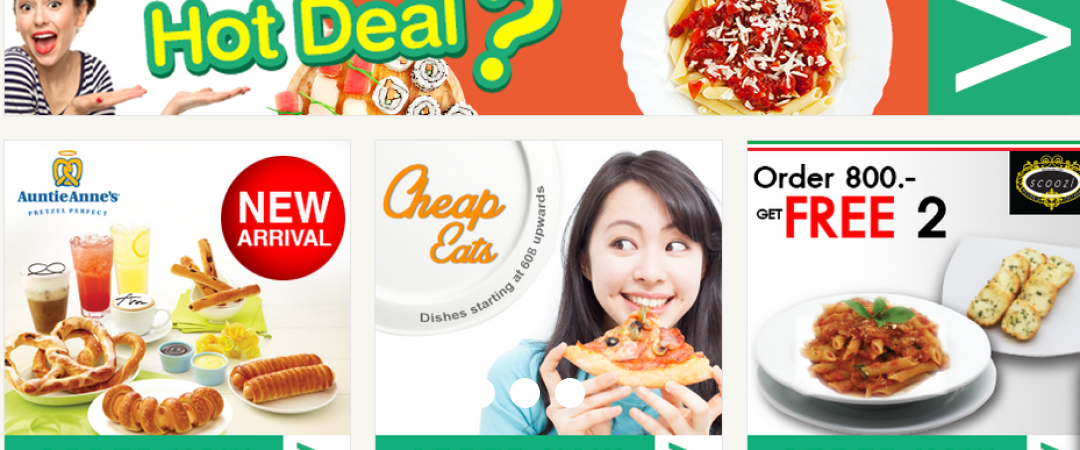 Hot Deal?
AuntieAnne's
PRETZEL PERFECT
NEW
ARRIVAL
Cheap
Eats
Dishes starting at 60B upwards
Order 800.-
GET FREE 2
SCOOZI